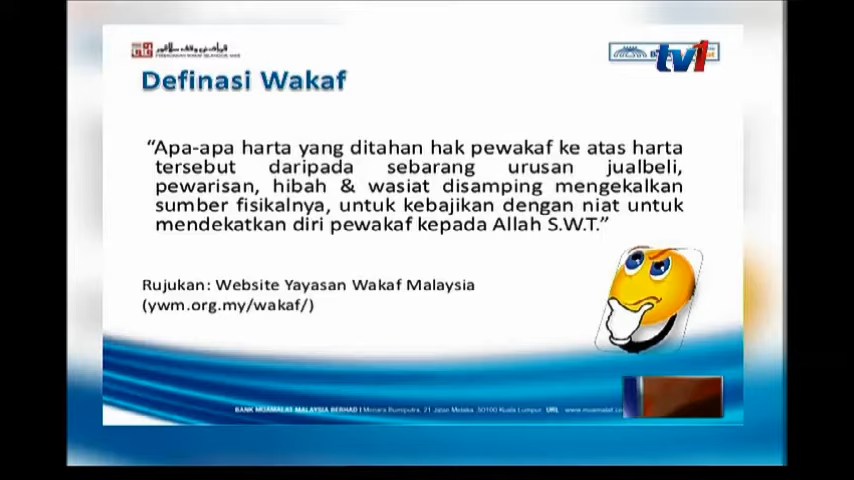 tv1
Definasi Wakaf
“Apa-apa harta yang ditahan hak pewakaf ke atas harta
tersebut daripada sebarang urusan jualbeli,
pewarisan, hibah & wasiat disamping mengekalkan
sumber fisikalnya, untuk kebajikan dengan niat untuk
mendekatkan diri pewakaf kepada Allah S.W.T.”
Rujukan: Website Yayasan Wakaf Malaysia
(ywm.org.my/wakaf/)
BANK MUAMALAT MALAYSIA BERHAD | Menara Bumiputra, 21 Jalan Melaka, 50100 Kuala Lumpur URL